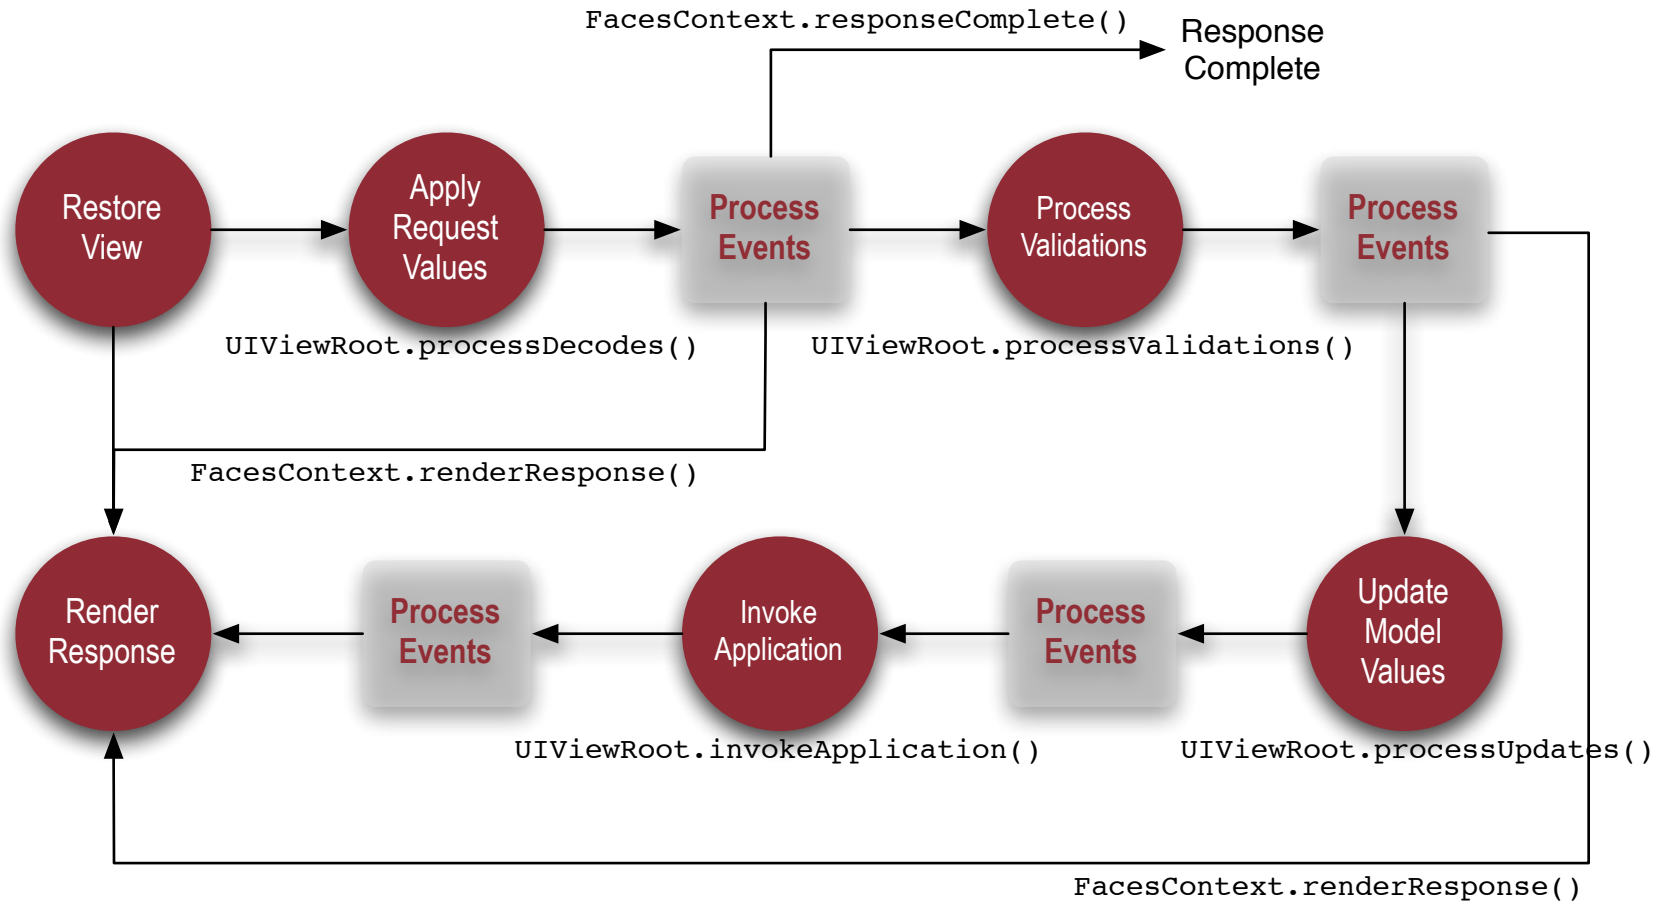 FacesContext.responseComplete()
Response
Complete
Restore
View
Apply
Request
Values
Process
Events
Process
Validations
Process
Events
UIViewRoot.processDecodes()
UIViewRoot.processValidations()
FacesContext.renderResponse()
Render
Response
Process
Events
Invoke
Application
Process
Events
Update
Model
Values
UIViewRoot.invokeApplication()
UIViewRoot.processUpdates()
FacesContext.renderResponse()